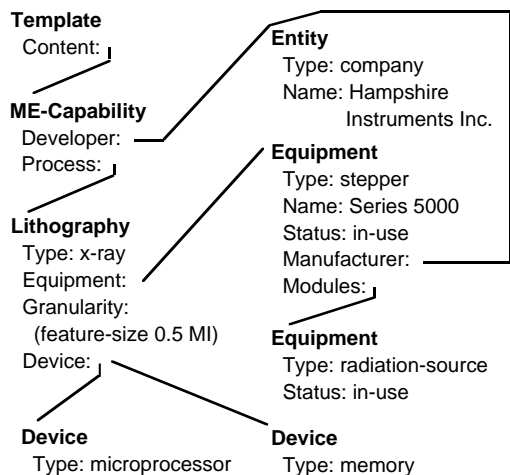 Template
Content:
ME-Capability
Developer:
Process:
Lithography
Type: x-ray
Equipment:
Granularity:
(feature-size 0.5 MI)
Device:
Device
Type: microprocessor
Entity
Type: company
Name: Hampshire
Instruments Inc.
Equipment
Type: stepper
Name: Series 5000
Status: in-use
Manufacturer:
Modules:
Equipment
Type: radiation-source
Status: in-use
Device
Type: memory